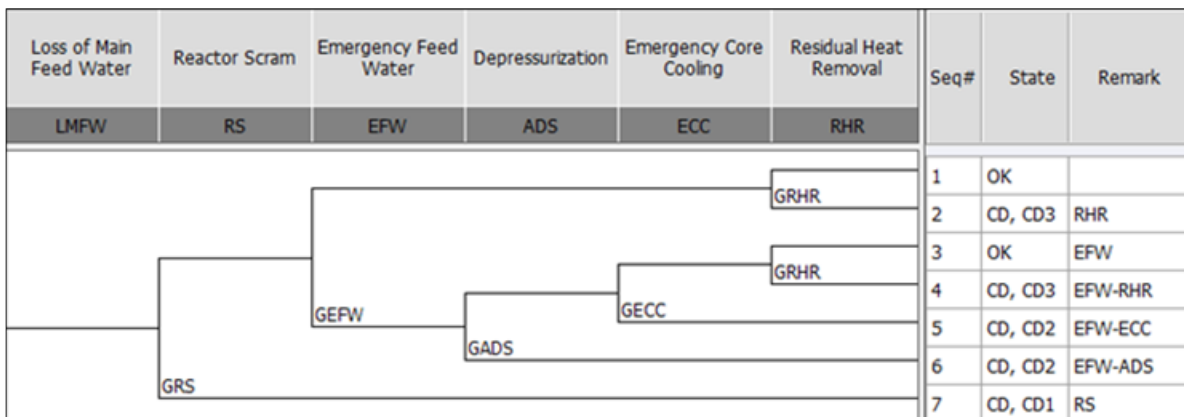 Loss of Main
Feed Water
Reactor Scram
Emergency Feed
Water
Depressurization
Emergency Core
Cooling
Residual Heat
Removal
Seq#
State
Remark
LMFW
RS
EFW
ADS
ECC
RHR
1 OK
GRHR
2 CD, CD3 RHR
3 OK EFW
GRHR
4 CD, CD3 EFW-RHR
GEFW
GECC
5 CD, CD2 EFW-ECC
GADS
6 CD, CD2 EFW-ADS
GRS
7 CD, CD1 RS